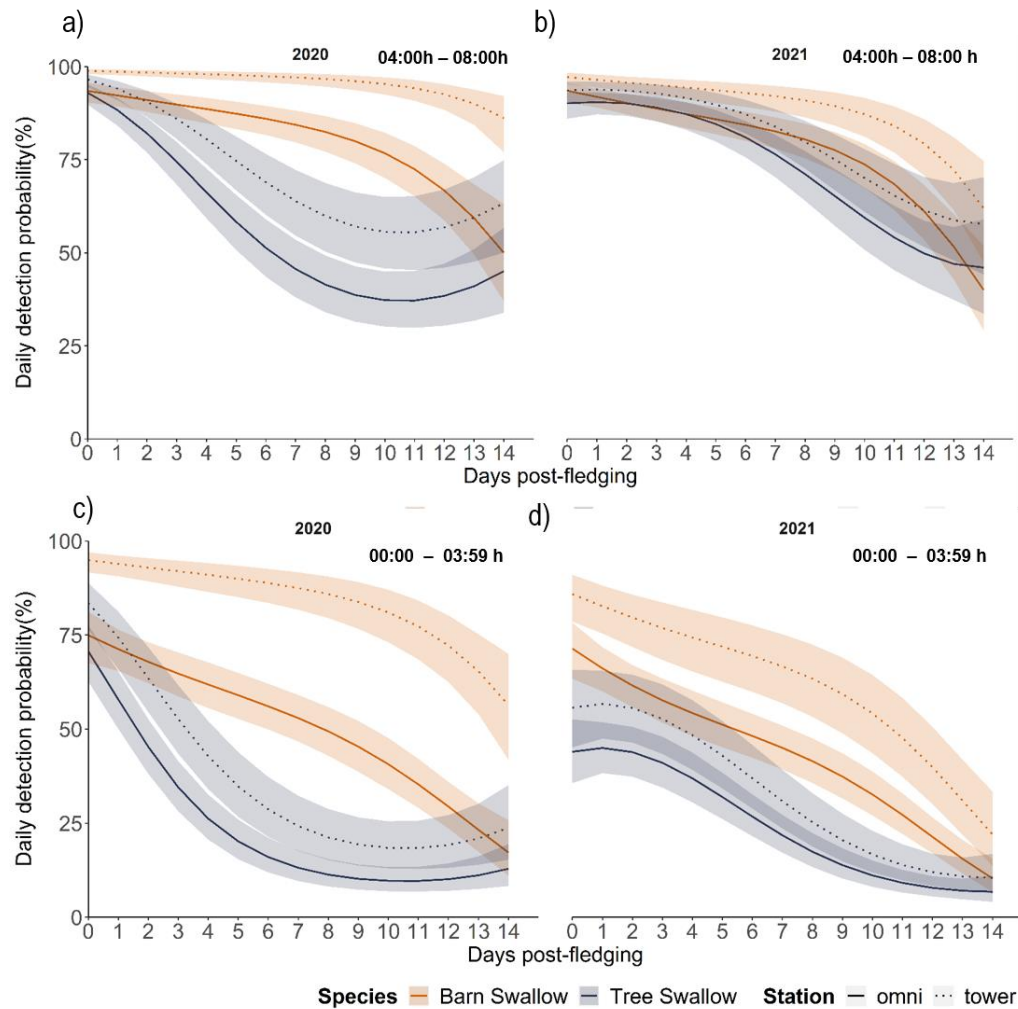 a)
2020 04:00h – 08:00h
b)
2021 04:00h – 08:00 h
Daily detection probability(%)
100
75
50
25
0
0 1 2 3 4 5 6 7 8 9 10 11 12 13 14
0 1 2 3 4 5 6 7 8 9 10 11 12 13 14
Days post-fledging
c)
2020
00:00 – 03:59 h
d)
2021
00:00 – 03:59 h
Daily detection probability(%)
100
75
50
25
0
0 1 2 3 4 5 6 7 8 9 10 11 12 13 14
0 1 2 3 4 5 6 7 8 9 10 11 12 13 14
Days post-fledging
Species Barn Swallow Tree Swallow Station omni tower